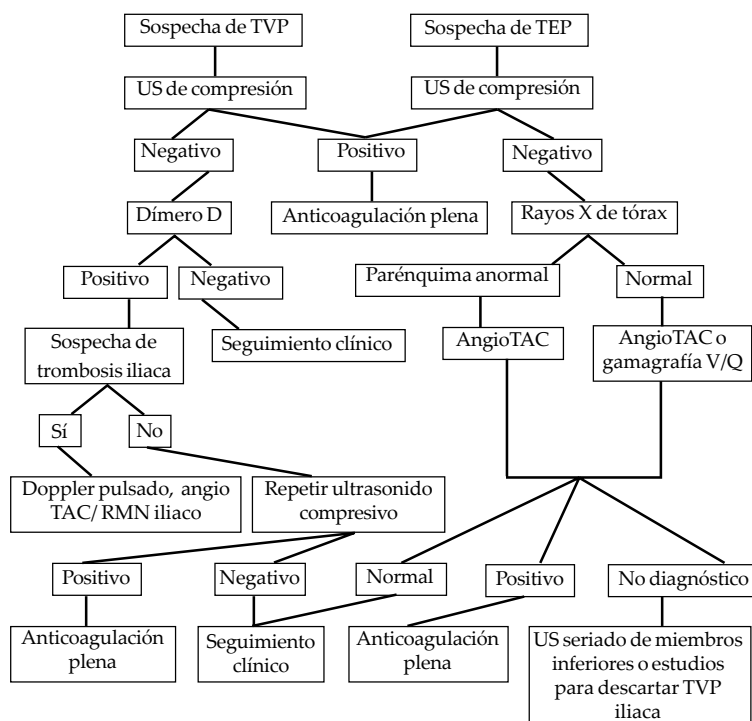 Sospecha de TVP
Sospecha de TEP
US de compresión
US de compresión
Negativo
Positivo
Negativo
Dímero D
Anticoagulación plena
Rayos X de tórax
Positivo
Negativo
Parénquima anormal
Normal
Sospecha de
trombosis iliaca
Seguimiento clínico
AngioTAC
AngioTAC o
gamagrafía V/Q
Sí
No
Doppler pulsado, angio
TAC/ RMN iliaco
Repetir ultrasonido
compresivo
Positivo
Negativo
Normal
Positivo
No diagnóstico
Anticoagulación
plena
Seguimiento
clínico
Anticoagulación
plena
US seriado de miembros
inferiores o estudios
para descartar TVP
iliaca